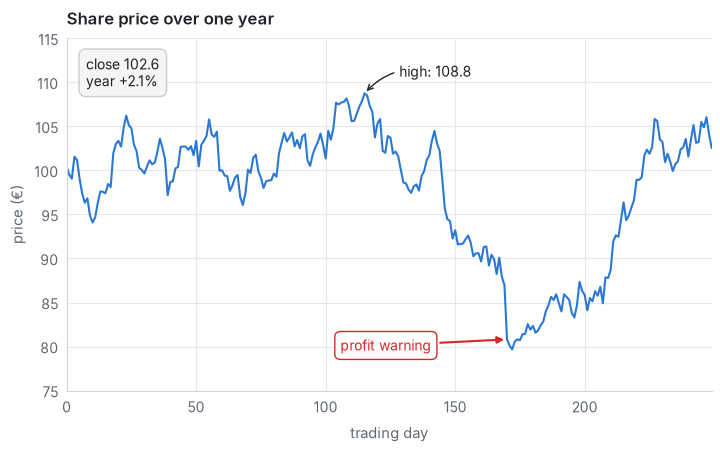 Share price over one year
115
110
105
100
95
90
85
80
75
price (€)
close 102.6
year +2.1%
high: 108.8
profit warning
0
50
100
150
200
trading day